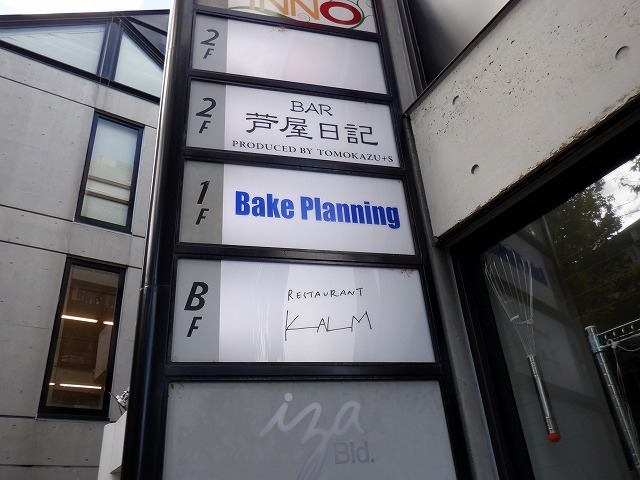 INNO
2F
2F
BAR
芦屋日記
PRODUCED BY TOMOKAZU+S
1F
Bake Planning
BF
RESTAURANT
KALM
iza
Bld.